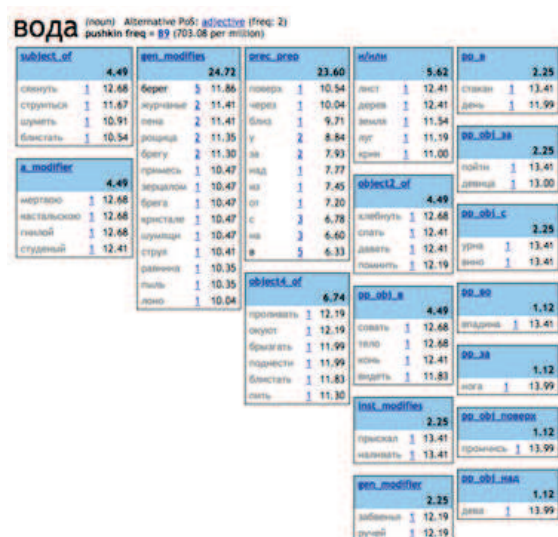 вода (noun) Alternative PoS: adjective (freq: 2)
pushkin freq = 89 (703.08 per million)
subject_of
4.49
сякнуть 1 12.68
струиться 1 11.67
шуметь 1 10.91
блистать 1 10.54
a_modifier
4.49
мертвою 1 12.68
кастальскою 1 12.68
гнилой 1 12.68
студеный 1 12.41
gen_modifies
24.72
берег 5 11.86
журчанье 2 11.41
пена 2 11.41
рощица 2 11.35
брегу 2 11.30
примесь 1 10.47
зерцалом 1 10.47
брега 1 10.47
кристале 1 10.47
шумящи 1 10.47
струя 1 10.41
равнина 1 10.35
пыль 1 10.35
лоно 1 10.04
prec_prep
23.60
поверх 1 10.54
через 1 10.04
близ 1 9.71
у 2 8.84
за 2 7.93
над 1 7.77
из 1 7.45
от 1 7.20
с 3 6.78
на 3 6.60
в 5 6.33
object4_of
6.74
проливать 1 12.19
окуют 1 12.19
брызгать 1 11.99
поднести 1 11.99
блистать 1 11.83
пить 1 11.30
и/или
5.62
лист 1 12.41
дерев 1 12.41
земля 1 11.54
луг 1 11.19
крик 1 11.00
object2_of
4.49
хлебнуть 1 12.68
спать 1 12.41
давать 1 12.41
помнить 1 12.19
pp_obj_в
4.49
совать 1 12.68
тело 1 12.68
конь 1 12.41
видеть 1 11.83
inst_modifies
2.25
прыскал 1 13.41
наливать 1 13.41
gen_modifier
2.25
забвенья 1 12.19
ручей 1 12.19
pp_в
2.25
стакан 1 13.41
день 1 11.99
pp_obj_за
2.25
пойти 1 13.41
девица 1 13.00
pp_obj_с
2.25
урна 1 13.41
вино 1 13.41
pp_во
1.12
впадина 1 13.41
pp_за
1.12
нога 1 13.99
pp_obj_поверх
1.12
промчись 1 13.99
pp_obj_над
1.12
дева 1 13.99